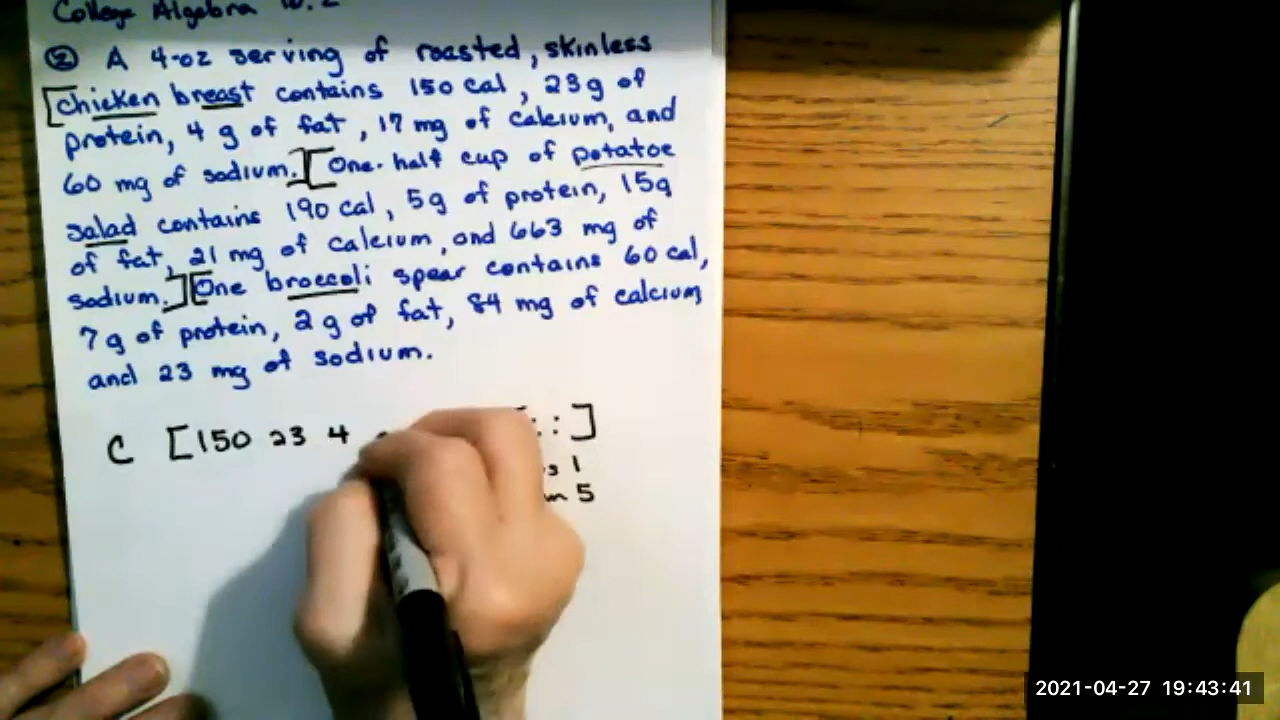 College Algebra 10.2
② A 4-oz serving of roasted, skinless
[chicken breast contains 150 cal, 23g of
protein, 4 g of fat, 17 mg of calcium, and
60 mg of sodium.] [One-half cup of potatoe
salad contains 190 cal, 5g of protein, 15g
of fat, 21 mg of calcium, and 663 mg of
sodium.] [One broccoli spear contains 60 cal,
7g of protein, 2g of fat, 84 mg of calcium,
and 23 mg of sodium.
C [150 23 4 [: :]
s 1
m 5
2021-04-27 19:43:41